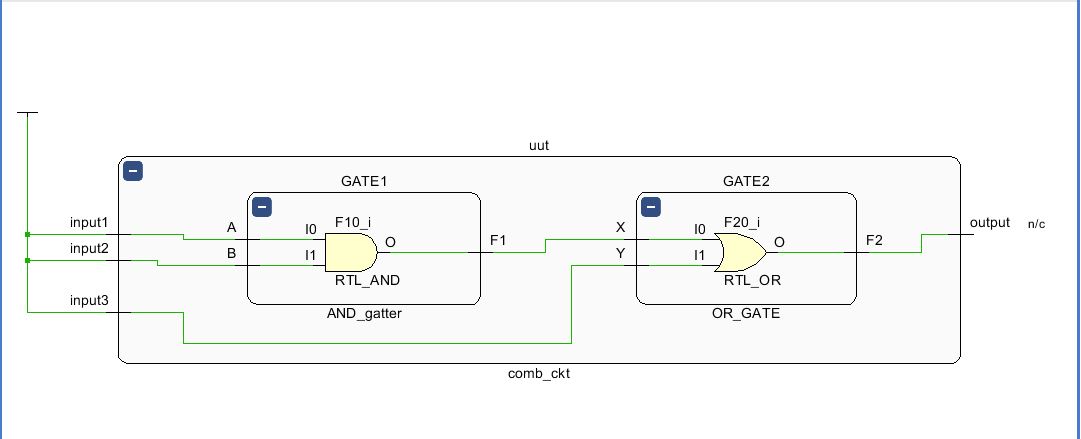 uut
GATE1
GATE2
input1
A
I0
F10_i
O
F1
X
I0
F20_i
O
F2
output
n/c
input2
B
I1
Y
I1
RTL_AND
RTL_OR
input3
AND_gatter
OR_GATE
comb_ckt